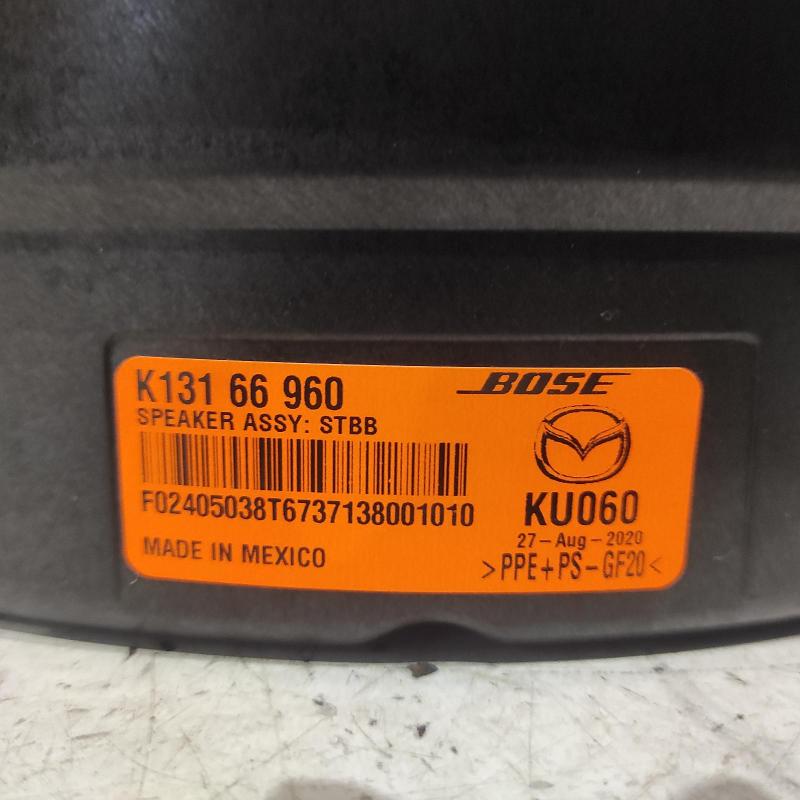 K131 66 960
BOSE
SPEAKER ASSY: STBB
F02405038T6737138001010
KU060
27-Aug-2020
MADE IN MEXICO
>PPE+PS-GF20<